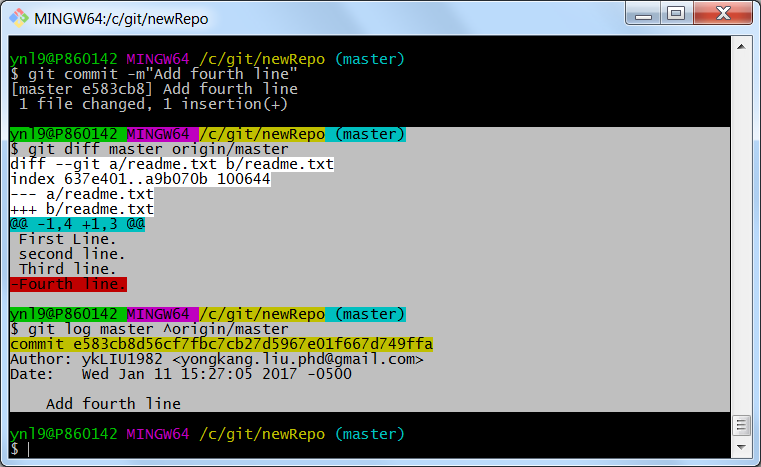 MINGW64:/c/git/newRepo
ynl9@P860142 MINGW64 /c/git/newRepo (master)
$ git commit -m"Add fourth line"
[master e583cb8] Add fourth line
 1 file changed, 1 insertion(+)
ynl9@P860142 MINGW64 /c/git/newRepo (master)
$ git diff master origin/master
diff --git a/readme.txt b/readme.txt
index 637e401..a9b070b 100644
--- a/readme.txt
+++ b/readme.txt
@@ -1,4 +1,3 @@
 First Line.
 second line.
 Third line.
-Fourth line.
ynl9@P860142 MINGW64 /c/git/newRepo (master)
$ git log master ^origin/master
commit e583cb8d56cf7fbc7cb27d5967e01f667d749ffa
Author: ykLIU1982 <yongkang.liu.phd@gmail.com>
Date:   Wed Jan 11 15:27:05 2017 -0500
    Add fourth line
ynl9@P860142 MINGW64 /c/git/newRepo (master)
$